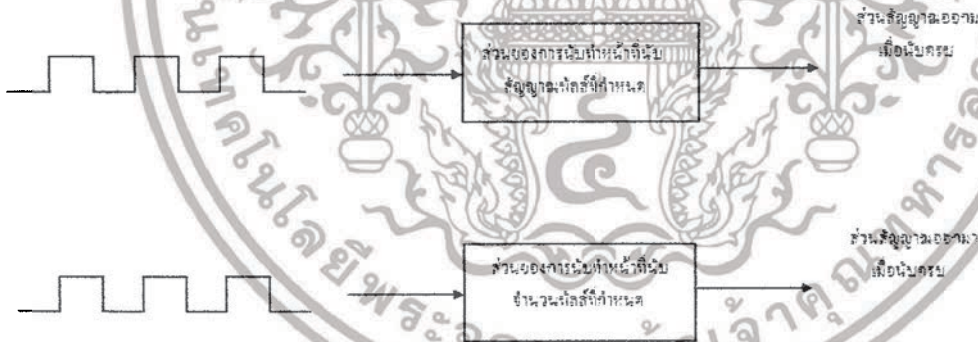 ส่วนสัญญาณออกมา
เมื่อนับครบ
ส่วนของการนับทำหน้าที่นับ
สัญญาณพัลส์ที่กำหนด
ส่วนสัญญาณออกมา
เมื่อนับครบ
ส่วนของการนับทำหน้าที่นับ
จำนวนพัลส์ที่กำหนด